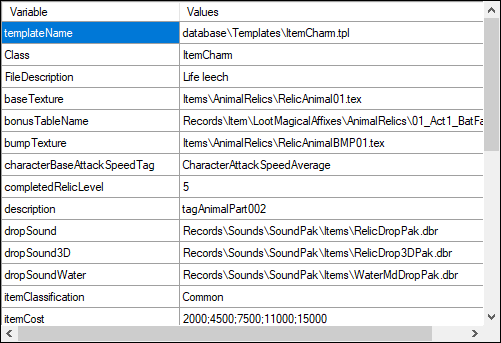 Variable Values
templateName database\Templates\ItemCharm.tpl
Class ItemCharm
FileDescription Life leech
baseTexture Items\AnimalRelics\RelicAnimal01.tex
bonusTableName Records\Item\LootMagicalAffixes\AnimalRelics\01_Act1_BatFa
bumpTexture Items\AnimalRelics\RelicAnimalBMP01.tex
characterBaseAttackSpeedTag CharacterAttackSpeedAverage
completedRelicLevel 5
description tagAnimalPart002
dropSound Records\Sounds\SoundPak\Items\RelicDropPak.dbr
dropSound3D Records\Sounds\SoundPak\Items\RelicDrop3DPak.dbr
dropSoundWater Records\Sounds\SoundPak\Items\WaterMdDropPak.dbr
itemClassification Common
itemCost 2000;4500;7500;11000;15000